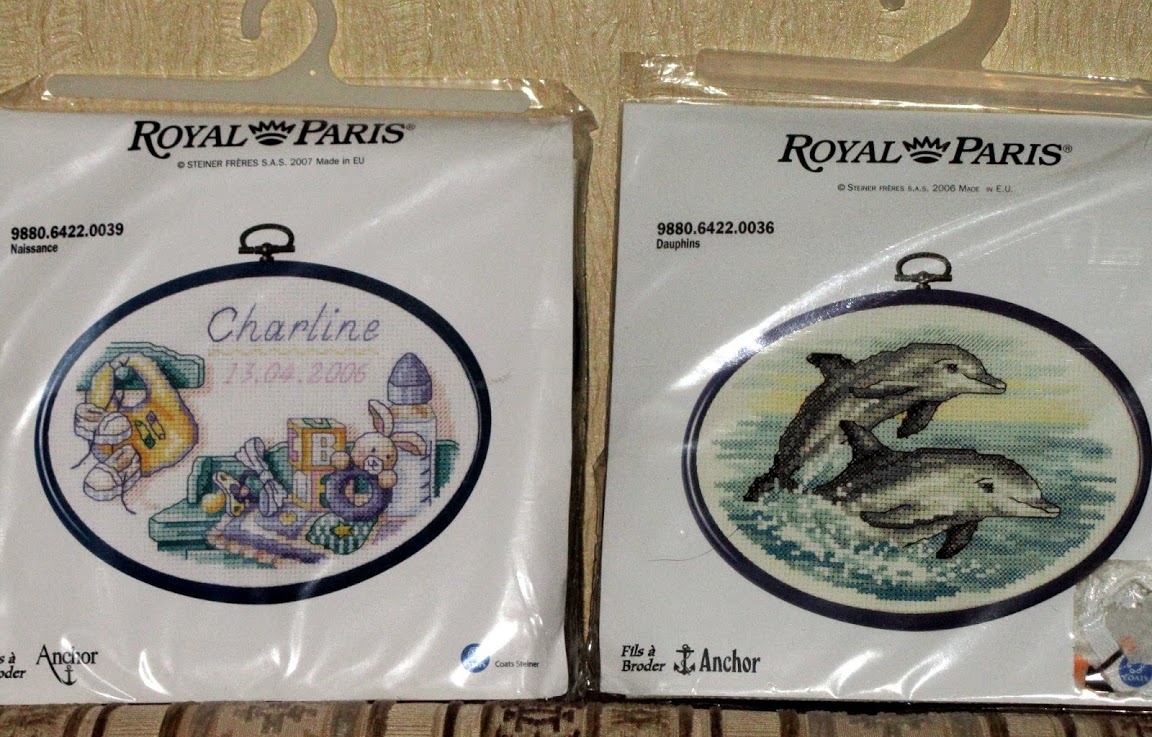 ROYAL PARIS®
© STEINER FRÈRES S.A.S. 2007 Made in EU
9880.6422.0039
Naissance
Charline
13.04.2006
B
Anchor
Coats Steiner
ROYAL PARIS®
© STEINER FRÈRES S.A.S. 2006 MADE IN E.U.
9880.6422.0036
Dauphins
Fils à
Broder Anchor
COATS